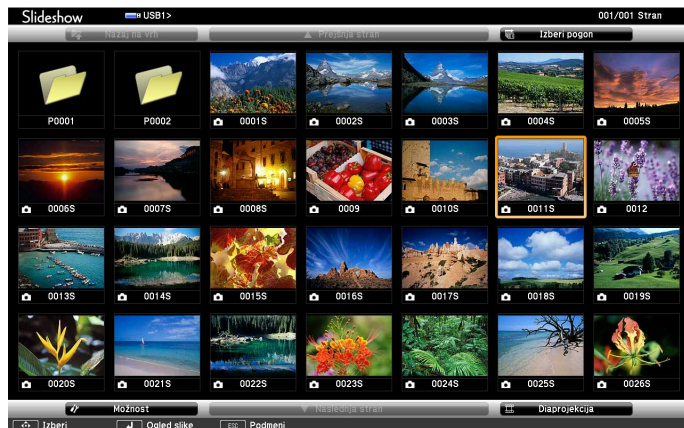 Slideshow USB1> 001/001 Stran
Nazaj na vrh ▲ Prejšnja stran Izberi pogon
P0001 P0002 0001S 0002S 0003S 0004S 0005S
0006S 0007S 0008S 0009 0010S 0011S 0012
0013S 0014S 0015S 0016S 0017S 0018S 0019S
0020S 0021S 0022S 0023S 0024S 0025S 0026S
Možnost ▼ Naslednja stran Diaprojekcija
Izberi Ogled slike ESC Podmeni